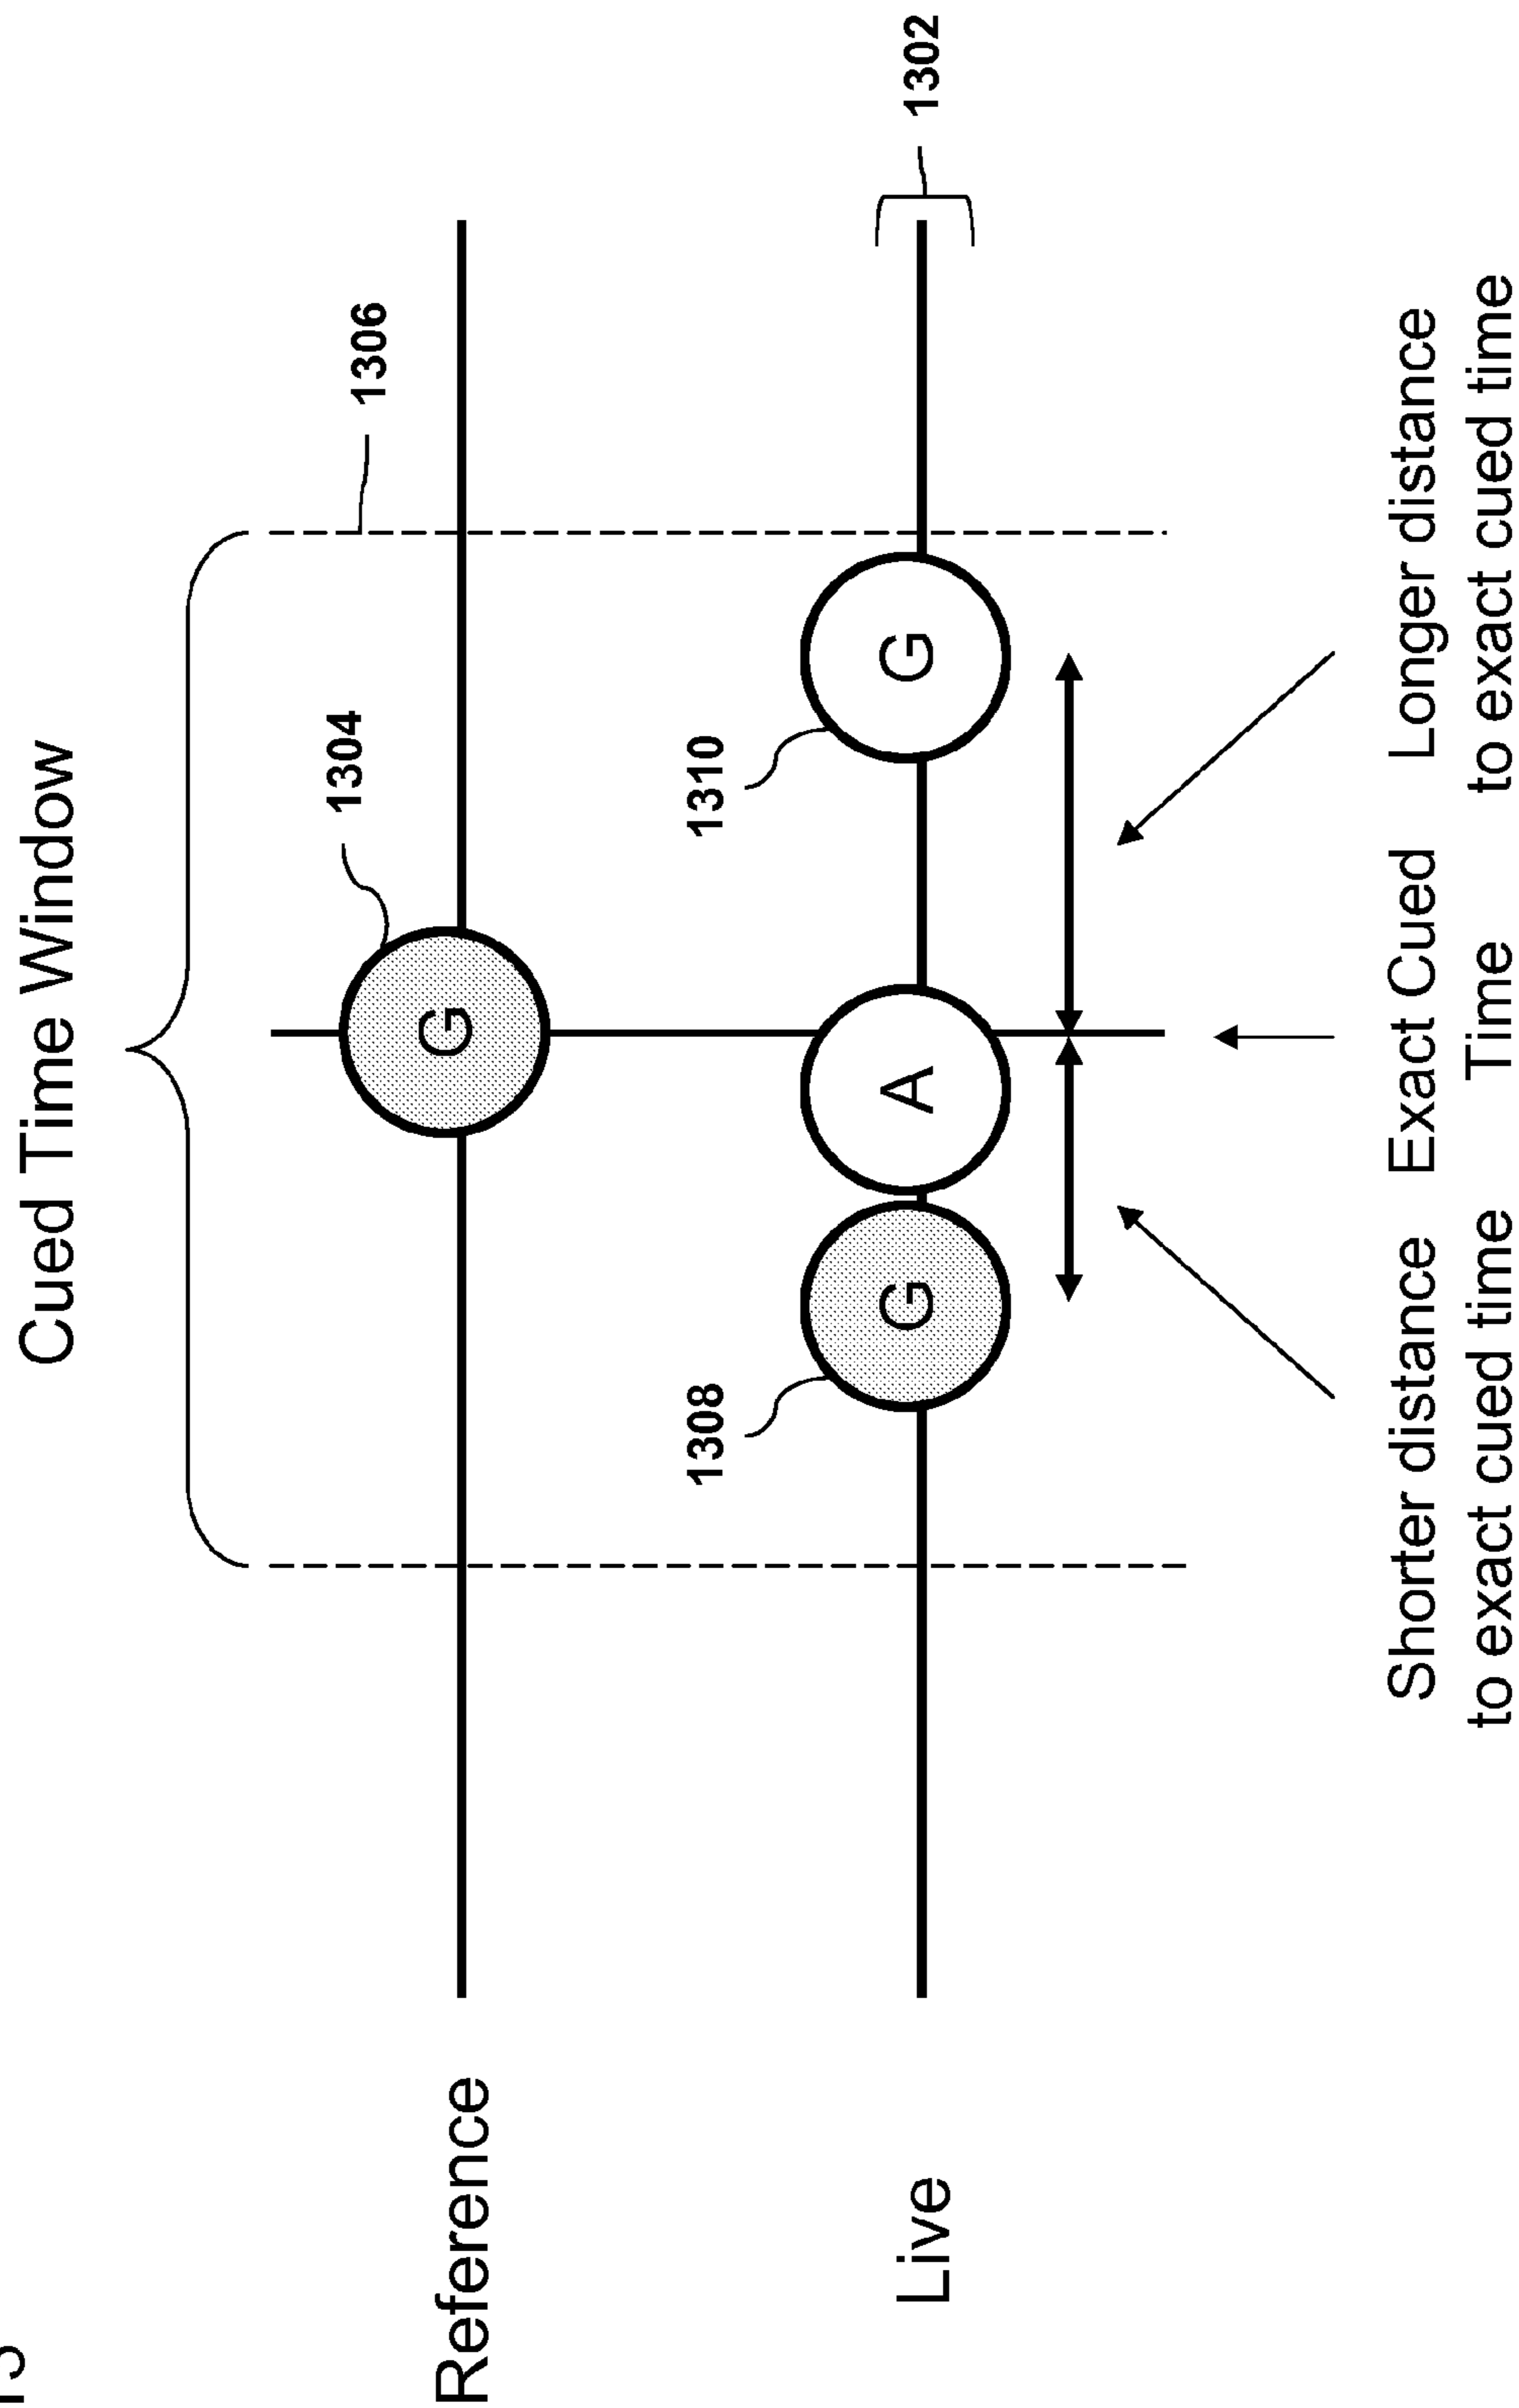 Cued Time Window
1304
1306
Reference
G
1308
1310
Live
G
A
G
1302
Shorter distance
to exact cued time
Exact Cued
Time
Longer distance
to exact cued time